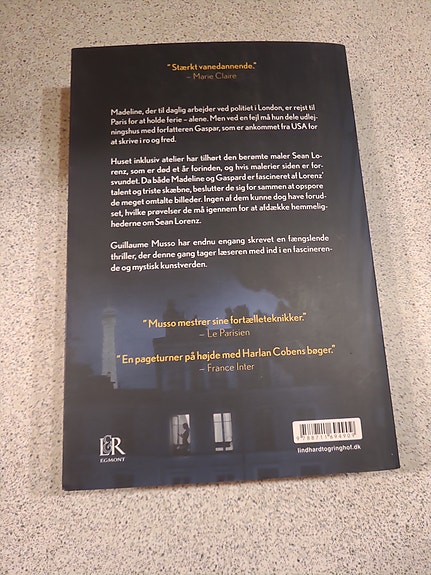 "Stærkt vanedannende."
– Marie Claire
Madeline, der til daglig arbejder ved politiet i London, er rejst til
Paris for at holde ferie – alene. Men ved en fejl må hun dele udlej-
ningshus med forfatteren Gaspar, som er ankommet fra USA for
at skrive i ro og fred.
Huset inklusiv atelier har tilhørt den berømte maler Sean Lo-
renz, som er død et år forinden, og hvis malerier siden er for-
svundet. Da både Madeline og Gaspard er fascineret af Lorenz'
talent og triste skæbne, beslutter de sig for sammen at opspore
de meget omtalte billeder. Ingen af dem kunne dog have forud-
set, hvilke prøvelser de må igennem for at afdække hemmelig-
hederne om Sean Lorenz.
Guillaume Musso har endnu engang skrevet en fængslende
thriller, der denne gang tager læseren med ind i en fascineren-
de og mystisk kunstverden.
"Musso mestrer sine fortælleteknikker."
– Le Parisien
"En pageturner på højde med Harlan Cobens bøger."
– France Inter
L&R
EGMONT
9 788711 694909
lindhardtogringhof.dk